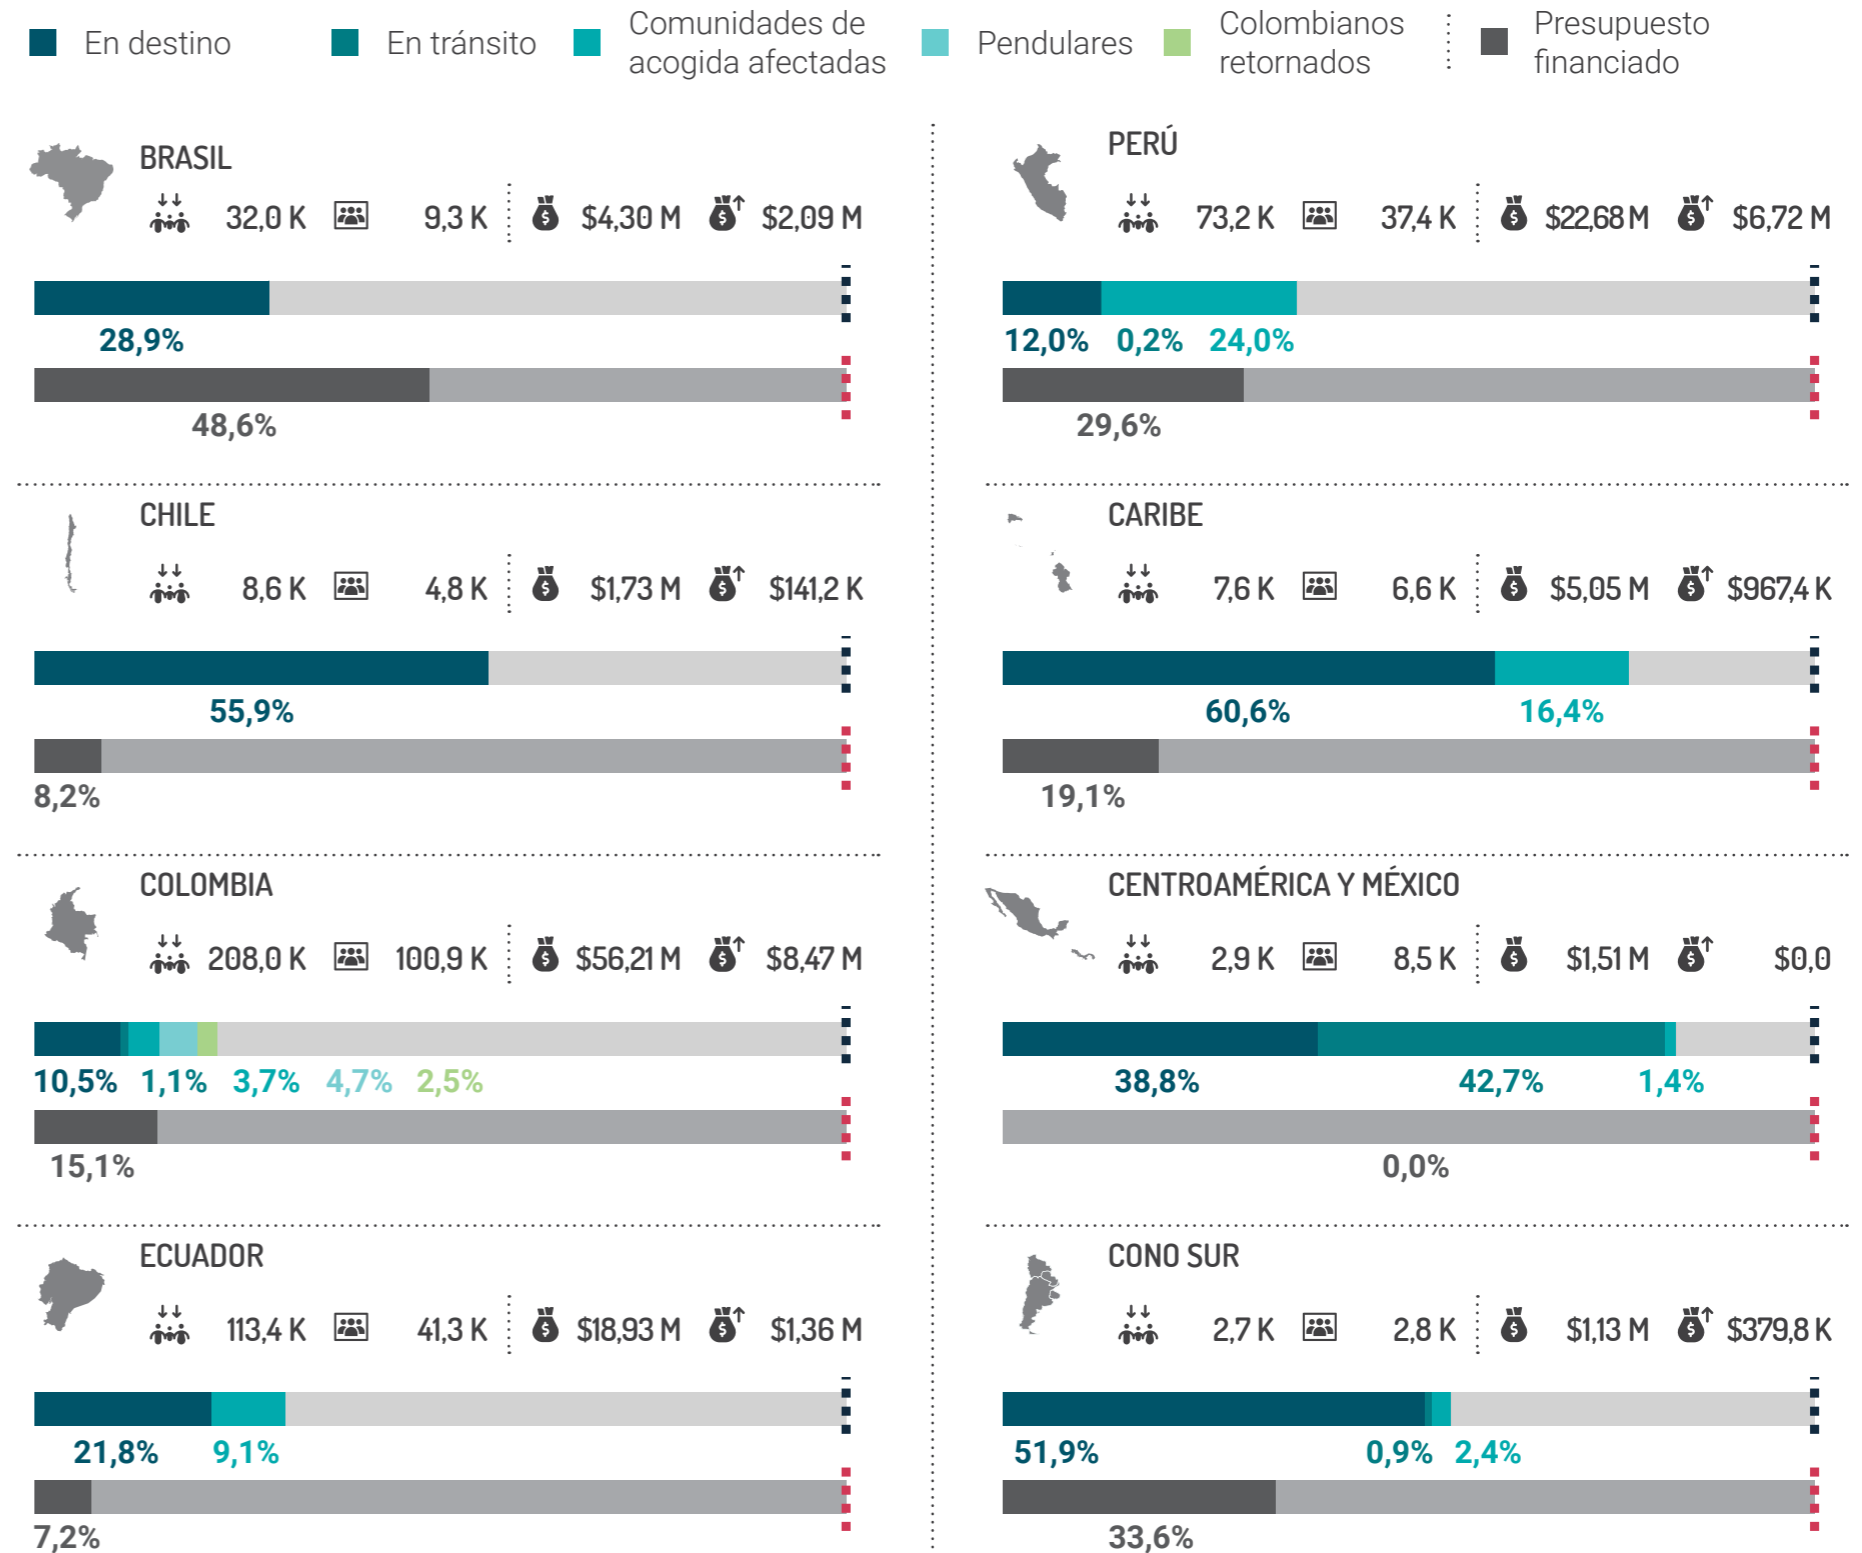 En destino
En tránsito
Comunidades de
acogida afectadas
Pendulares
Colombianos
retornados
Presupuesto
financiado
BRASIL
32,0 K 9,3 K $4,30 M $2,09 M
28,9%
48,6%
CHILE
8,6 K 4,8 K $1,73 M $141,2 K
55,9%
8,2%
COLOMBIA
208,0 K 100,9 K $56,21 M $8,47 M
10,5% 1,1% 3,7% 4,7% 2,5%
15,1%
ECUADOR
113,4 K 41,3 K $18,93 M $1,36 M
21,8% 9,1%
7,2%
PERÚ
73,2 K 37,4 K $22,68 M $6,72 M
12,0% 0,2% 24,0%
29,6%
CARIBE
7,6 K 6,6 K $5,05 M $967,4 K
60,6% 16,4%
19,1%
CENTROAMÉRICA Y MÉXICO
2,9 K 8,5 K $1,51 M $0,0
38,8% 42,7% 1,4%
0,0%
CONO SUR
2,7 K 2,8 K $1,13 M $379,8 K
51,9% 0,9% 2,4%
33,6%